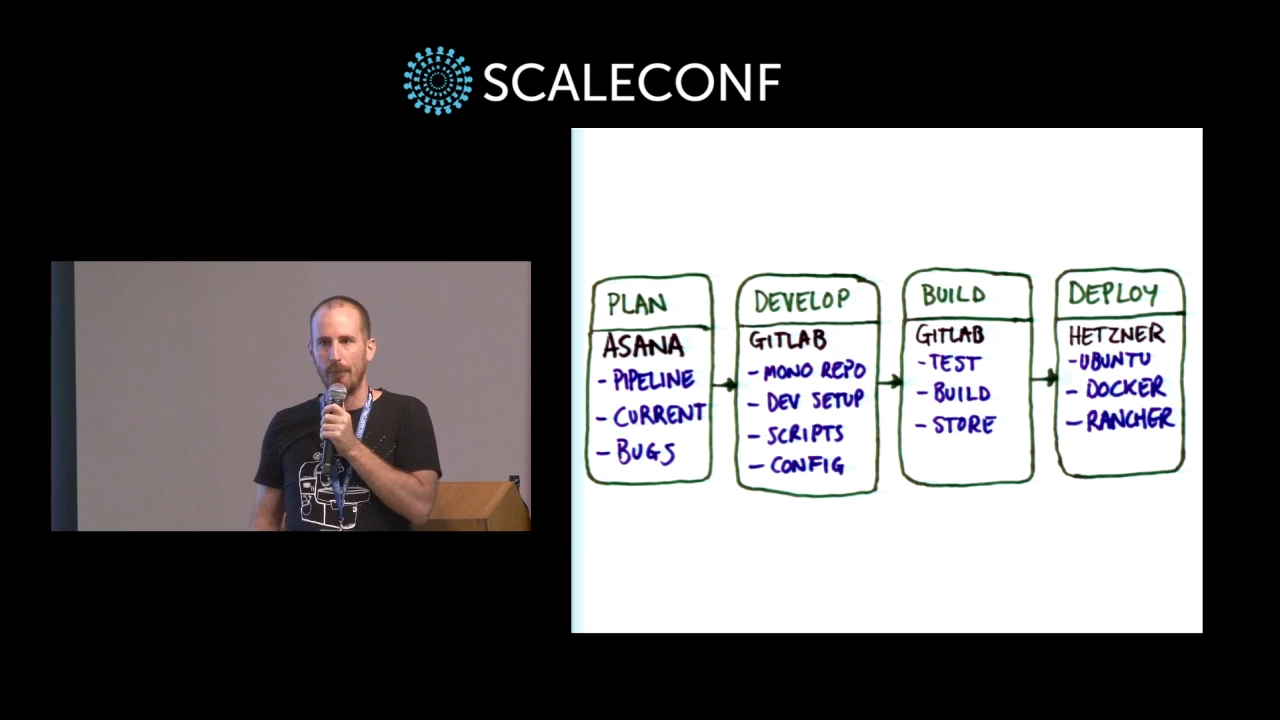 SCALECONF
PLAN
ASANA
- PIPELINE
- CURRENT
- BUGS
DEVELOP
GITLAB
- MONO REPO
- DEV SETUP
- SCRIPTS
- CONFIG
BUILD
GITLAB
- TEST
- BUILD
- STORE
DEPLOY
HETZNER
- UBUNTU
- DOCKER
- RANCHER